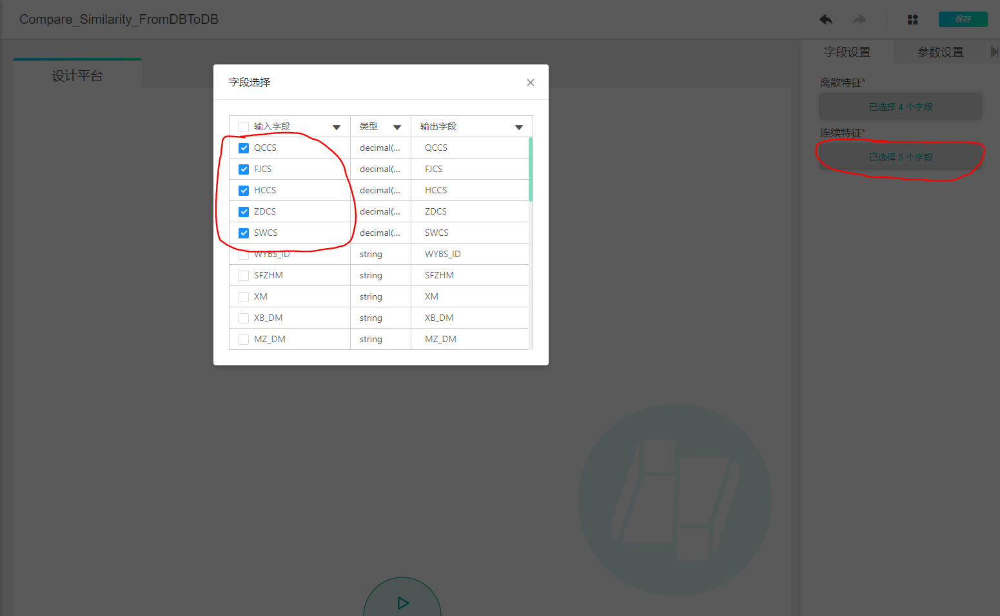 Compare_Similarity_FromDBToDB
保存
设计平台
字段设置 参数设置
离散特征*
已选择 4 个字段
连续特征*
已选择 5 个字段
字段选择
输入字段 类型 输出字段
QCCS decimal(... QCCS
FJCS decimal(... FJCS
HCCS decimal(... HCCS
ZDCS decimal(... ZDCS
SWCS decimal(... SWCS
WYBS_ID string WYBS_ID
SFZHM string SFZHM
XM string XM
XB_DM string XB_DM
MZ_DM string MZ_DM